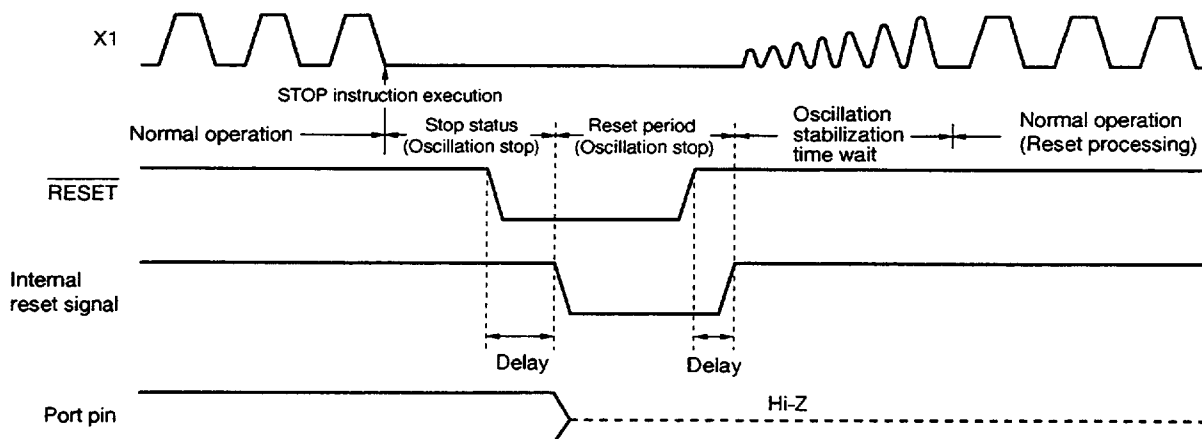 X1
STOP instruction execution
Normal operation
Stop status
(Oscillation stop)
Reset period
(Oscillation stop)
Oscillation
stabilization
time wait
Normal operation
(Reset processing)
RESET
Internal
reset signal
Delay
Delay
Port pin
Hi-Z